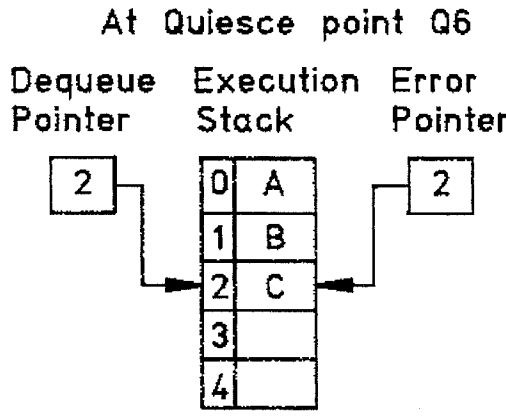 At Quiesce point Q6
Dequeue Execution Error
Pointer Stack Pointer
2 0 A 2
1 B
2 C
3
4